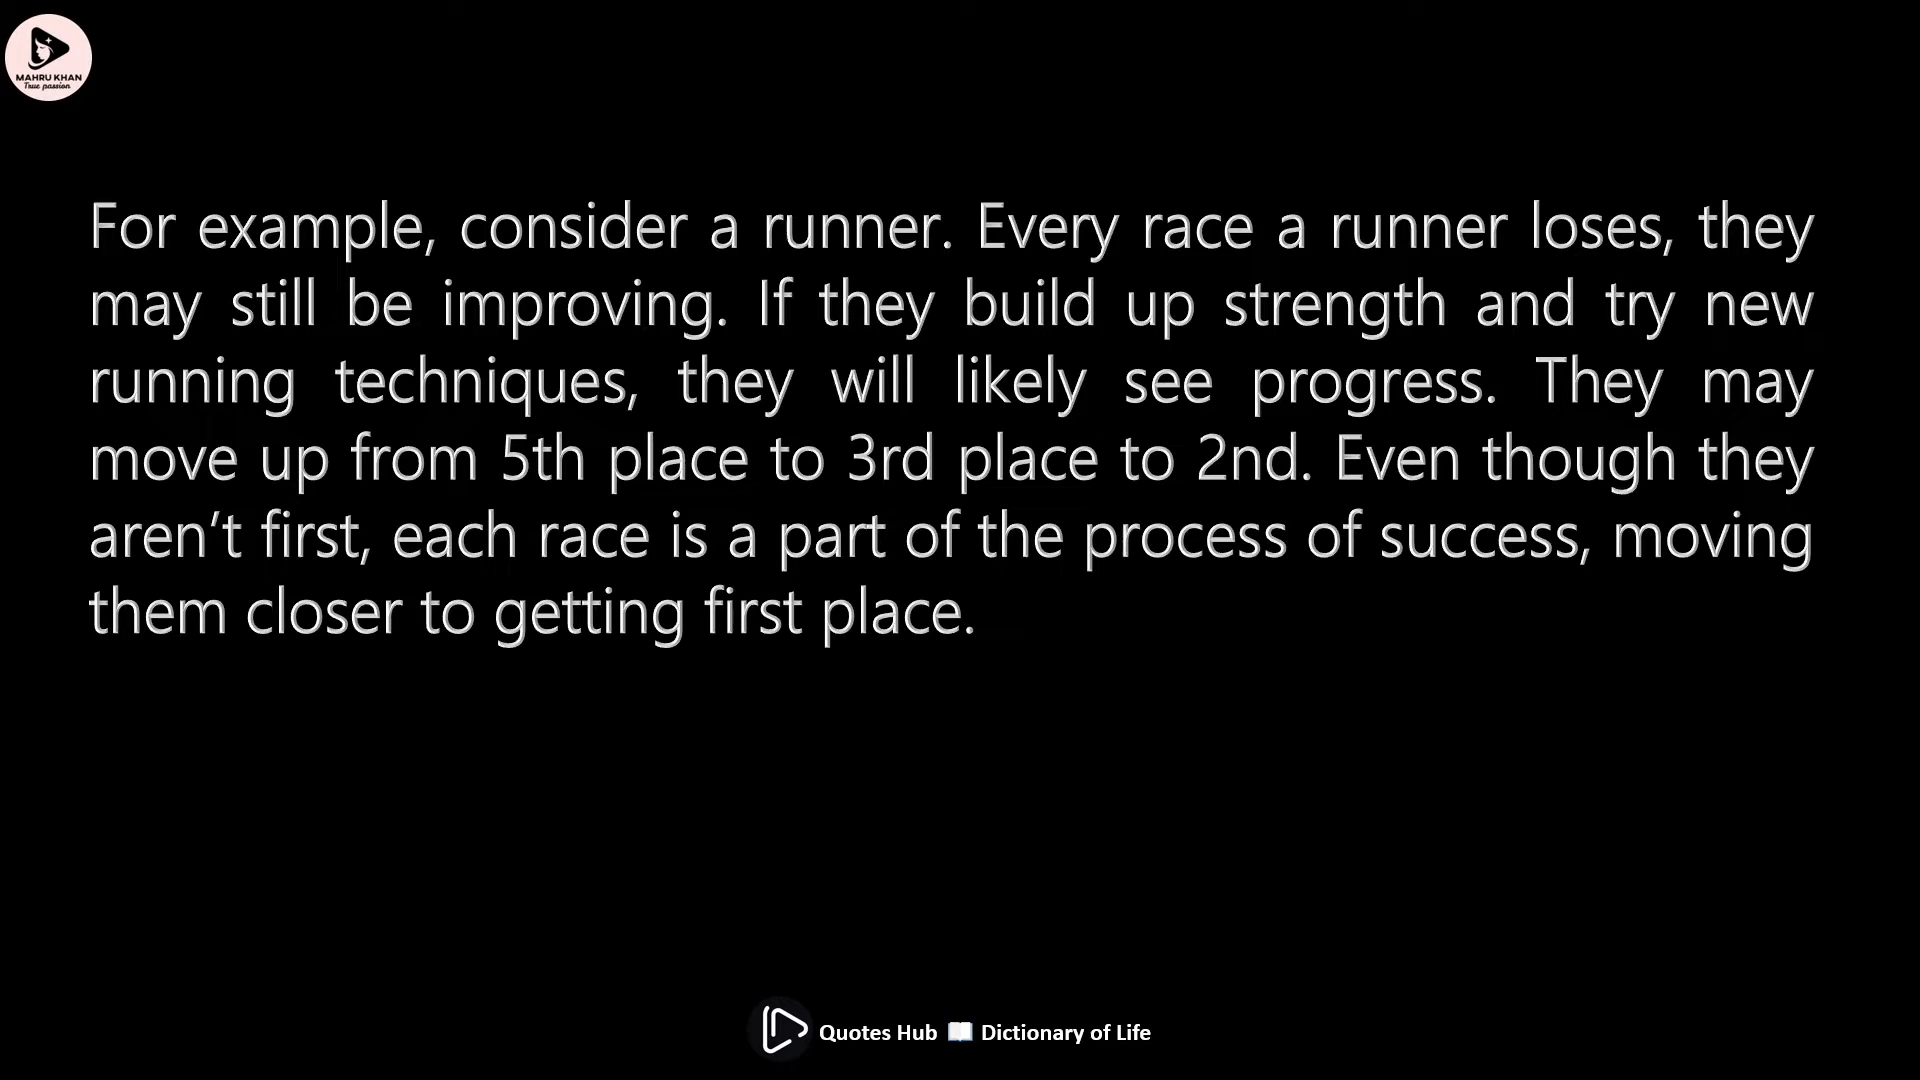 MAHRU KHAN
True passion
For example, consider a runner. Every race a runner loses, they
may still be improving. If they build up strength and try new
running techniques, they will likely see progress. They may
move up from 5th place to 3rd place to 2nd. Even though they
aren’t first, each race is a part of the process of success, moving
them closer to getting first place.
Quotes Hub 📖 Dictionary of Life